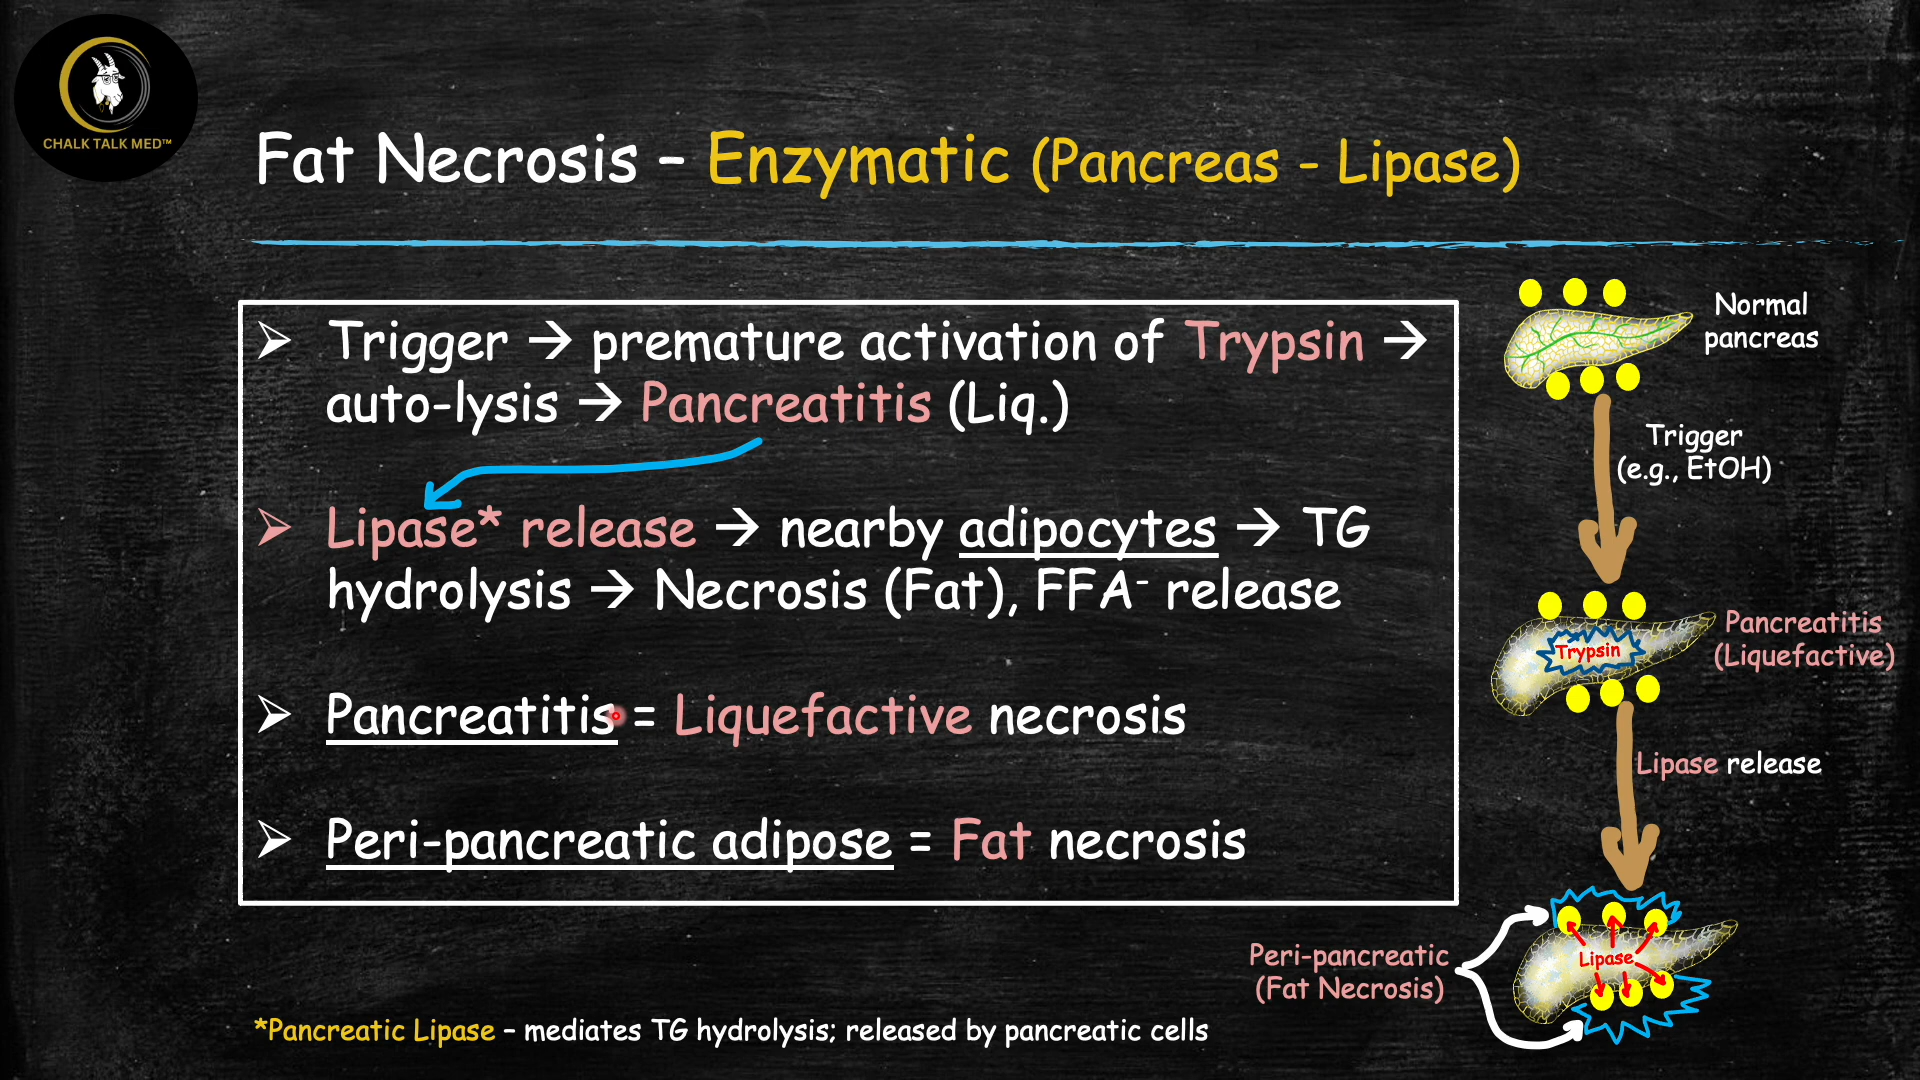 CHALK TALK MED™
Fat Necrosis – Enzymatic (Pancreas - Lipase)
➢ Trigger → premature activation of Trypsin →
auto-lysis → Pancreatitis (Liq.)
➢ Lipase* release → nearby adipocytes → TG
hydrolysis → Necrosis (Fat), FFA⁻ release
➢ Pancreatitis = Liquefactive necrosis
➢ Peri-pancreatic adipose = Fat necrosis
*Pancreatic Lipase – mediates TG hydrolysis; released by pancreatic cells
Normal
pancreas
Trigger
(e.g., EtOH)
Trypsin
Pancreatitis
(Liquefactive)
Lipase release
Peri-pancreatic
(Fat Necrosis)
Lipase